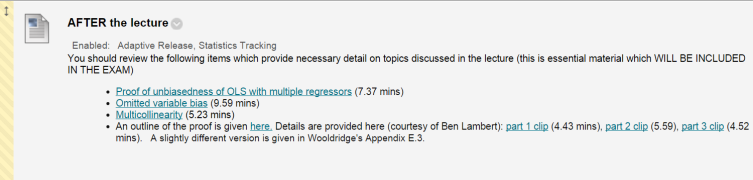 AFTER the lecture
Enabled: Adaptive Release, Statistics Tracking
You should review the following items which provide necessary detail on topics discussed in the lecture (this is essential material which WILL BE INCLUDED
IN THE EXAM)
• Proof of unbiasedness of OLS with multiple regressors (7.37 mins)
• Omitted variable bias (9.59 mins)
• Multicollinearity (5.23 mins)
• An outline of the proof is given here. Details are provided here (courtesy of Ben Lambert): part 1 clip (4.43 mins), part 2 clip (5.59), part 3 clip (4.52
mins). A slightly different version is given in Wooldridge's Appendix E.3.